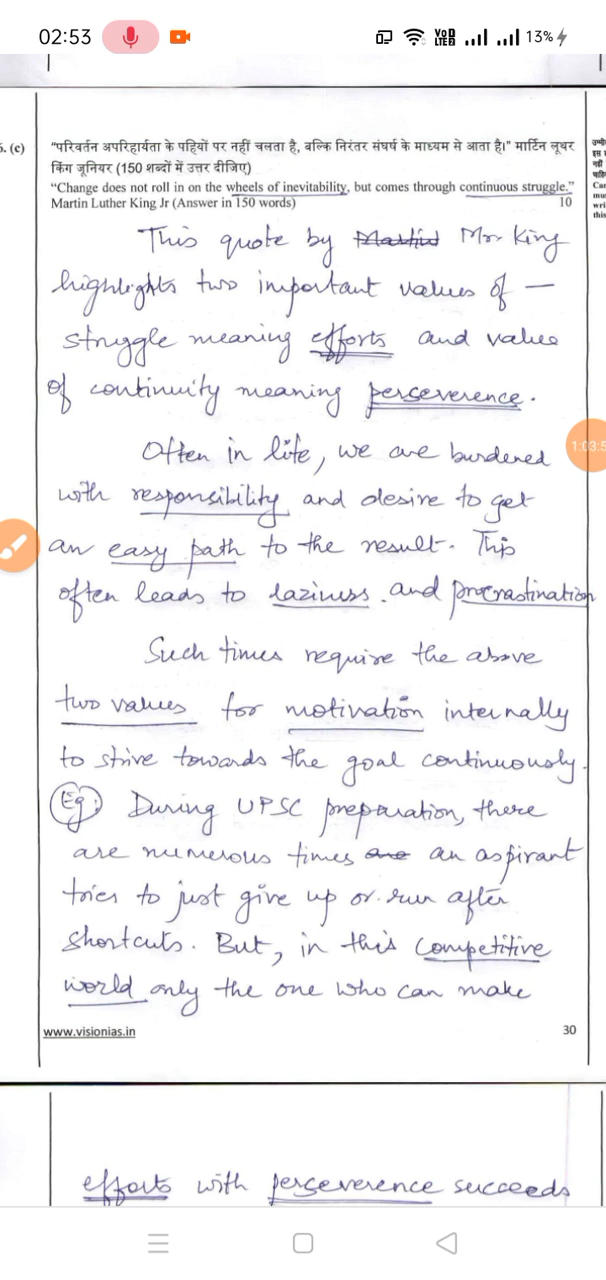 02:53
13%
5. (c)
"परिवर्तन अपरिहार्यता के पहियों पर नहीं चलता है, बल्कि निरंतर संघर्ष के माध्यम से आता है।" मार्टिन लूथर
किंग जूनियर (150 शब्दों में उत्तर दीजिए)
"Change does not roll in on the wheels of inevitability, but comes through continuous struggle."
Martin Luther King Jr (Answer in 150 words) 10
This quote by Mr. King
highlights two important values of —
struggle meaning efforts and value
of continuity meaning perseverence.
Often in life, we are burdened
with responsibility and desire to get
an easy path to the result. This
often leads to laziness and procrastination
Such times require the above
two values for motivation internally
to strive towards the goal continuously.
Eg: During UPSC preparation, there
are numerous times an aspirant
tries to just give up or run after
shortcuts. But, in this competitive
world only the one who can make
www.visionias.in 30
efforts with perseverence succeeds
1:03:5